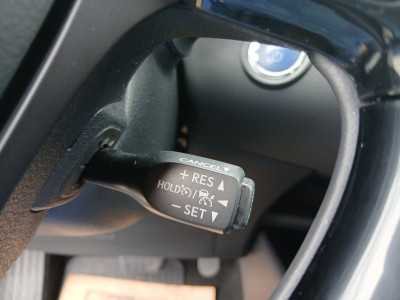 CANCEL
+ RES ▲
HOLD / ◀
− SET ▼